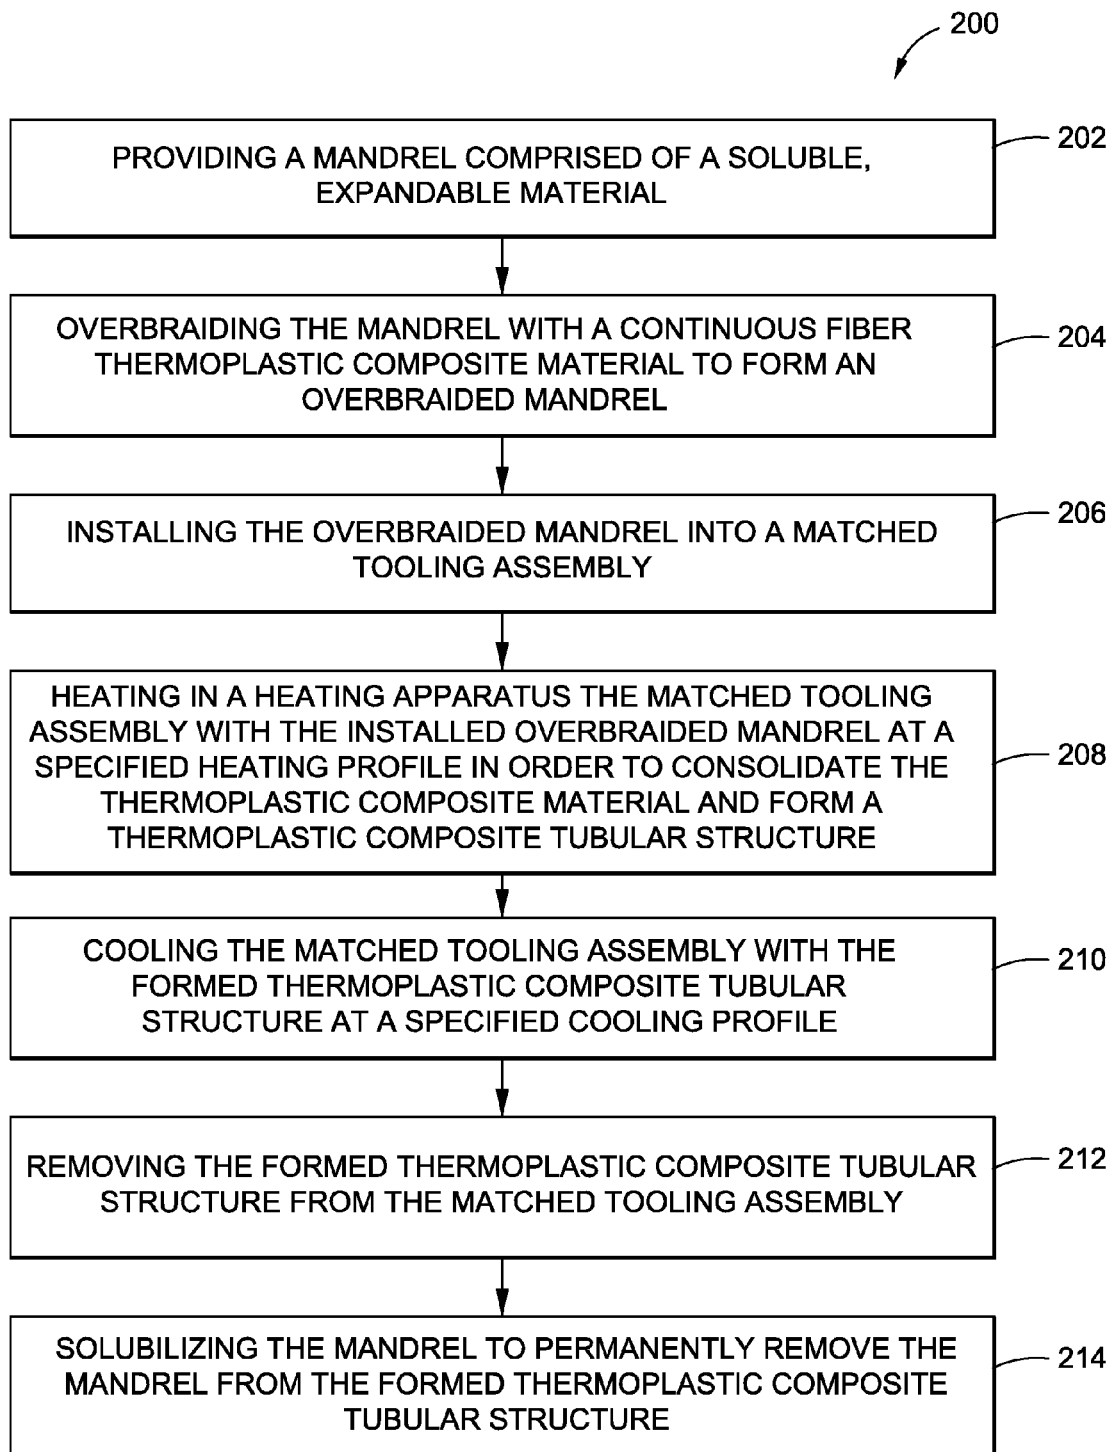 200
PROVIDING A MANDREL COMPRISED OF A SOLUBLE,
EXPANDABLE MATERIAL
202
OVERBRAIDING THE MANDREL WITH A CONTINUOUS FIBER
THERMOPLASTIC COMPOSITE MATERIAL TO FORM AN
OVERBRAIDED MANDREL
204
INSTALLING THE OVERBRAIDED MANDREL INTO A MATCHED
TOOLING ASSEMBLY
206
HEATING IN A HEATING APPARATUS THE MATCHED TOOLING
ASSEMBLY WITH THE INSTALLED OVERBRAIDED MANDREL AT A
SPECIFIED HEATING PROFILE IN ORDER TO CONSOLIDATE THE
THERMOPLASTIC COMPOSITE MATERIAL AND FORM A
THERMOPLASTIC COMPOSITE TUBULAR STRUCTURE
208
COOLING THE MATCHED TOOLING ASSEMBLY WITH THE
FORMED THERMOPLASTIC COMPOSITE TUBULAR
STRUCTURE AT A SPECIFIED COOLING PROFILE
210
REMOVING THE FORMED THERMOPLASTIC COMPOSITE TUBULAR
STRUCTURE FROM THE MATCHED TOOLING ASSEMBLY
212
SOLUBILIZING THE MANDREL TO PERMANENTLY REMOVE THE
MANDREL FROM THE FORMED THERMOPLASTIC COMPOSITE
TUBULAR STRUCTURE
214